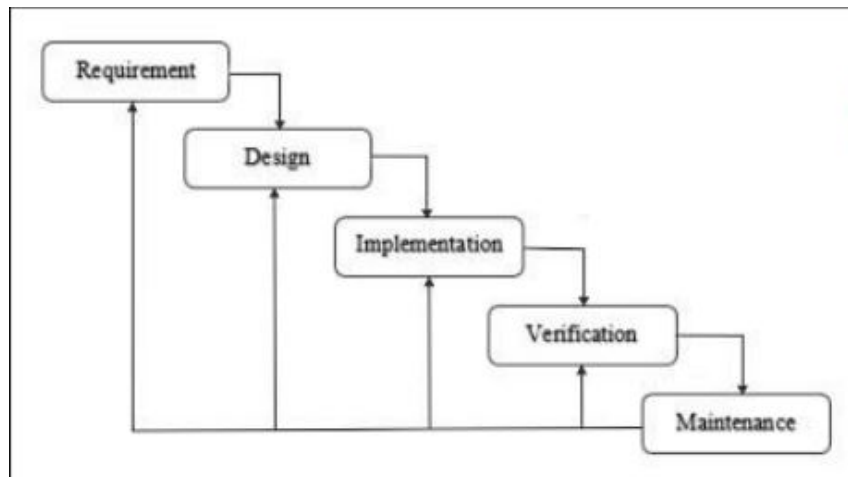 Requirement
Design
Implementation
Verification
Maintenance